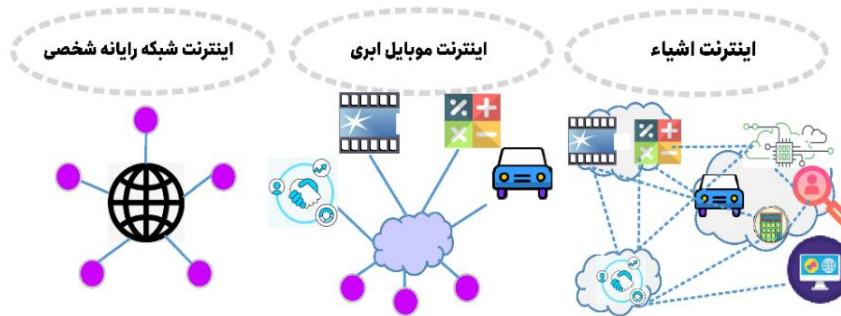 اینترنت اشیاء
اینترنت موبایل ابری
اینترنت شبکه رایانه شخصی